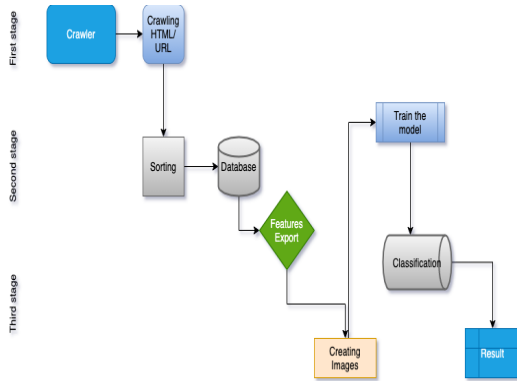 First stage
Crawler
Crawling
HTML/
URL
Second stage
Sorting
Database
Features
Export
Train the
model
Classification
Third stage
Creating
Images
Result